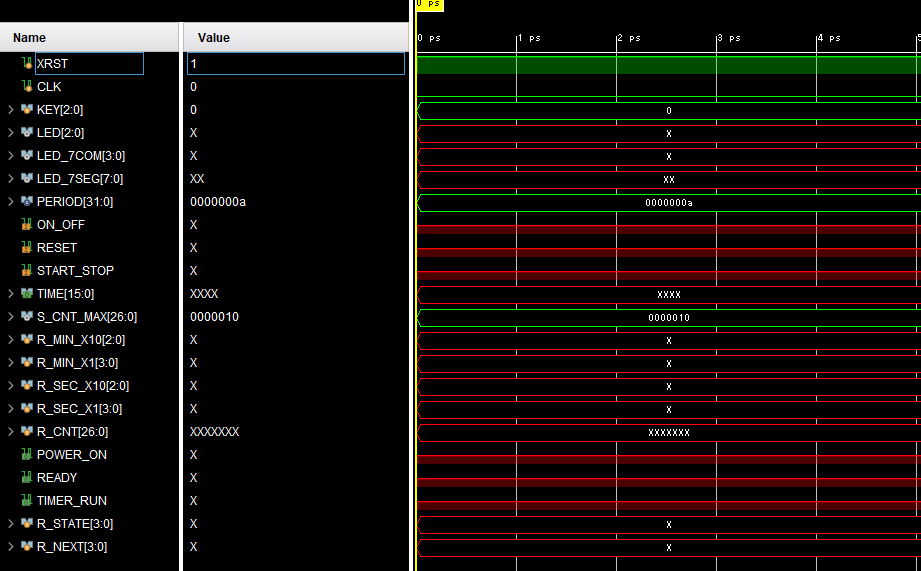 0 ps
Name Value 0 ps 1 ps 2 ps 3 ps 4 ps 5
XRST 1
CLK 0
KEY[2:0] 0 0
LED[2:0] X X
LED_7COM[3:0] X X
LED_7SEG[7:0] XX XX
PERIOD[31:0] 0000000a 0000000a
ON_OFF X
RESET X
START_STOP X
TIME[15:0] XXXX XXXX
S_CNT_MAX[26:0] 0000010 0000010
R_MIN_X10[2:0] X X
R_MIN_X1[3:0] X X
R_SEC_X10[2:0] X X
R_SEC_X1[3:0] X X
R_CNT[26:0] XXXXXXX XXXXXXX
POWER_ON X
READY X
TIMER_RUN X
R_STATE[3:0] X X
R_NEXT[3:0] X X